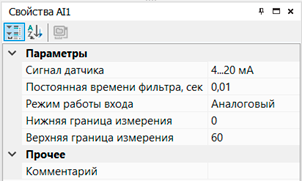 Свойства AI1
Параметры
Сигнал датчика 4...20 мА
Постоянная времени фильтра, сек 0,01
Режим работы входа Аналоговый
Нижняя граница измерения 0
Верхняя граница измерения 60
Прочее
Комментарий